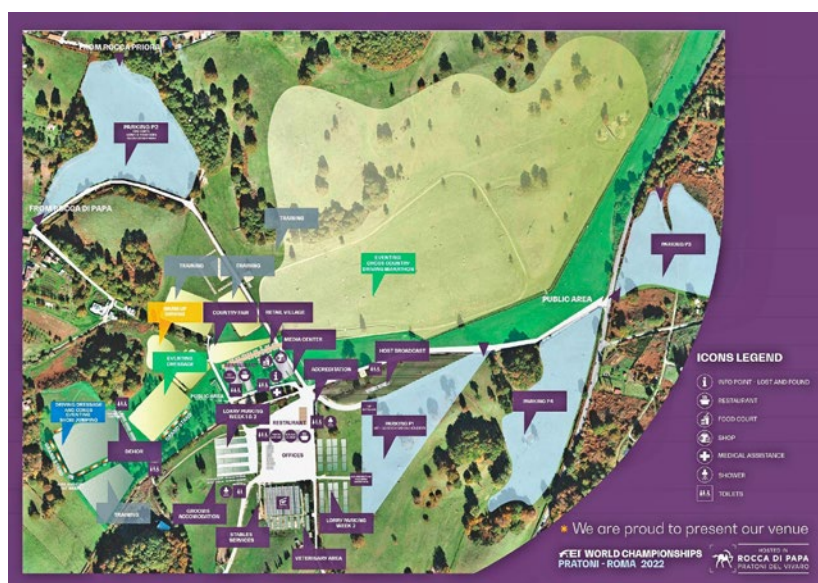 FROM ROCCA PRIORA
PARKING P2
FROM ROCCA DI PAPA
TRAINING
TRAINING
TRAINING
EVENTING
CROSS COUNTRY
DRIVING MARATHON
PARKING P3
PUBLIC AREA
COUNTRY FAIR
RETAIL VILLAGE
MEDIA CENTER
EVENTING
DRESSAGE
HOST BROADCAST
ACCREDITATION
PUBLIC AREA
DRIVING DRESSAGE
AND CONES
EVENTING
SHOW JUMPING
LORRY PARKING
WEEK 1 & 2
RESTAURANT
PARKING P1
PARKING P4
DEHOR
OFFICES
TRAINING
GROOMS
ACCOMODATION
STABLES
SERVICES
LORRY PARKING
WEEK 2
VETERINARY AREA
ICONS LEGEND
INFO POINT - LOST AND FOUND
RESTAURANT
FOOD COURT
SHOP
MEDICAL ASSISTANCE
SHOWER
TOILETS
We are proud to present our venue
FEI WORLD CHAMPIONSHIPS
PRATONI - ROMA 2022
HOSTED IN
ROCCA DI PAPA
PRATONI DEL VIVARO